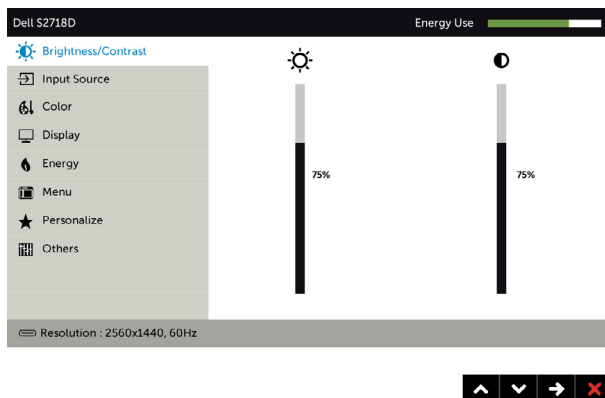 Dell S2718D
Energy Use
Brightness/Contrast
Input Source
Color
Display
Energy
Menu
Personalize
Others
75%
75%
Resolution : 2560x1440, 60Hz